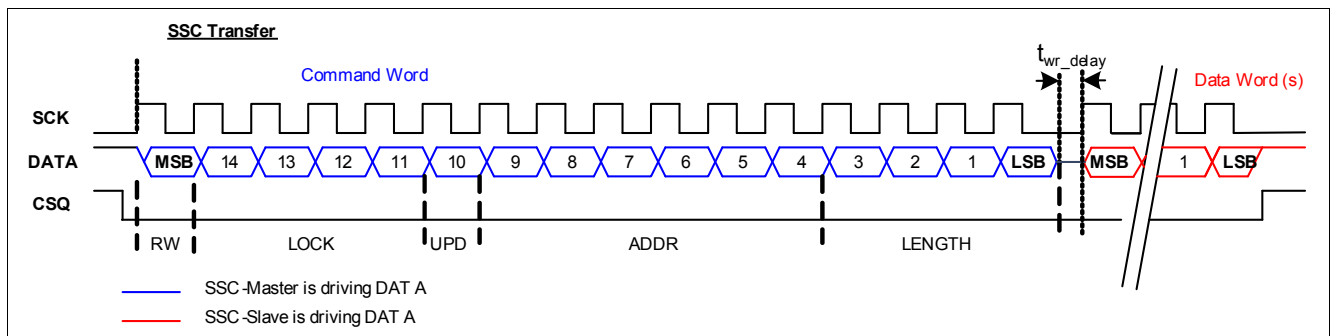 SSC Transfer
t_wr_delay
Command Word
Data Word (s)
SCK
DATA MSB 14 13 12 11 10 9 8 7 6 5 4 3 2 1 LSB MSB 1 LSB
CSQ
RW LOCK UPD ADDR LENGTH
SSC -Master is driving DAT A
SSC -Slave is driving DAT A